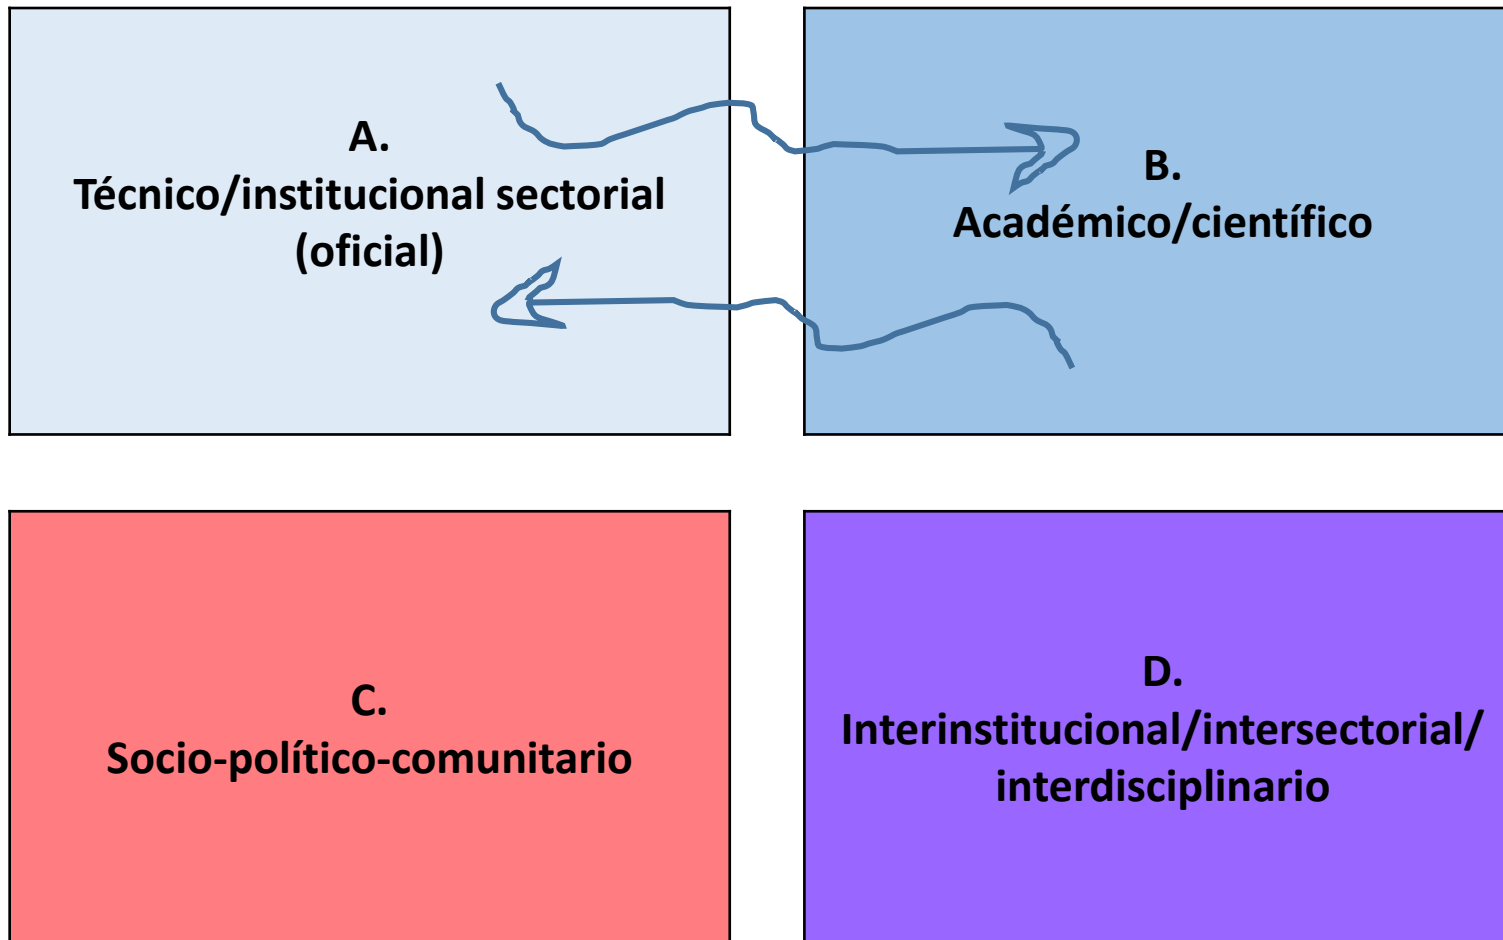 A.
Técnico/institucional sectorial
(oficial)
B.
Académico/científico
C.
Socio-político-comunitario
D.
Interinstitucional/intersectorial/
interdisciplinario